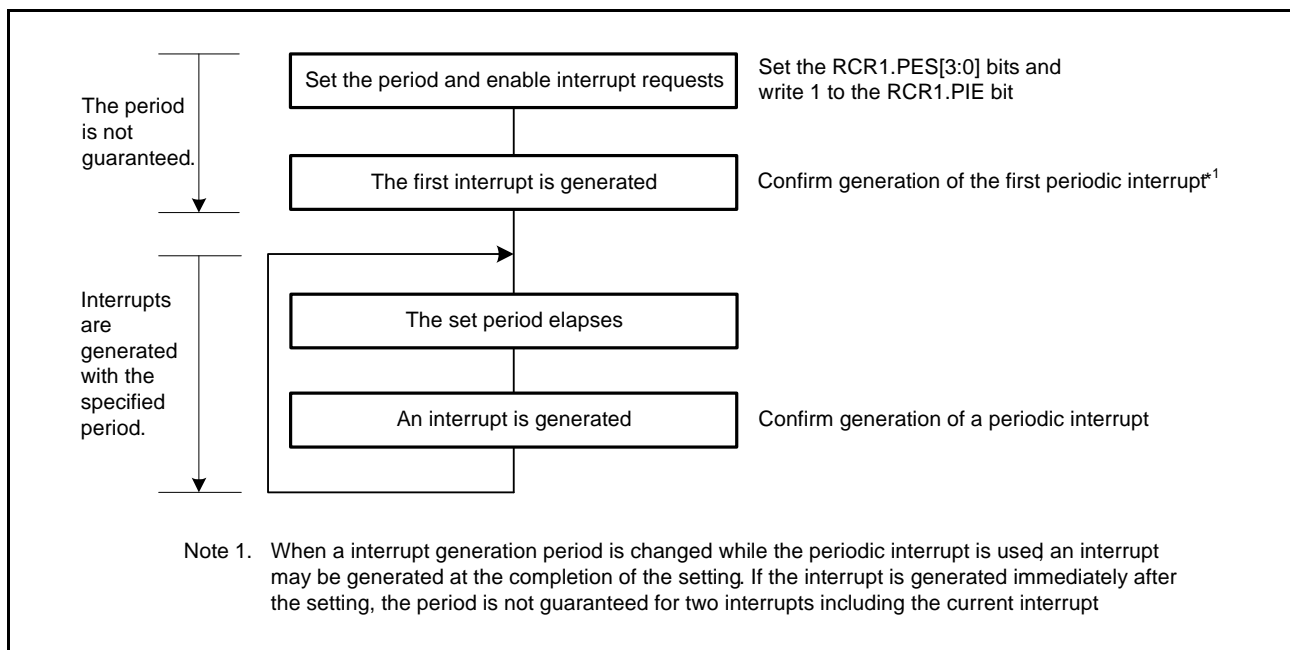 Set the period and enable interrupt requests
Set the RCR1.PES[3:0] bits and
write 1 to the RCR1.PIE bit
The period
is not
guaranteed.
The first interrupt is generated
Confirm generation of the first periodic interrupt*1
Interrupts
are
generated
with the
specified
period.
The set period elapses
An interrupt is generated
Confirm generation of a periodic interrupt
Note 1. When a interrupt generation period is changed while the periodic interrupt is used, an interrupt
may be generated at the completion of the setting. If the interrupt is generated immediately after
the setting, the period is not guaranteed for two interrupts including the current interrupt.